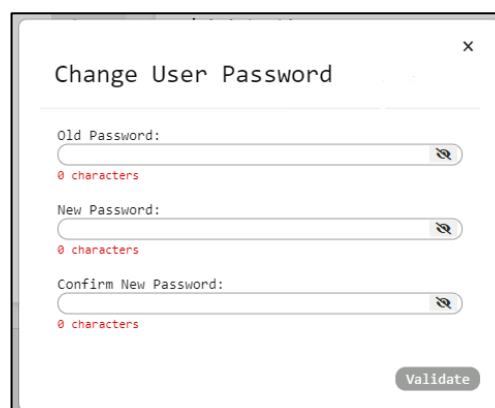 ×
Change User Password
Old Password:
0 characters
New Password:
0 characters
Confirm New Password:
0 characters
Validate